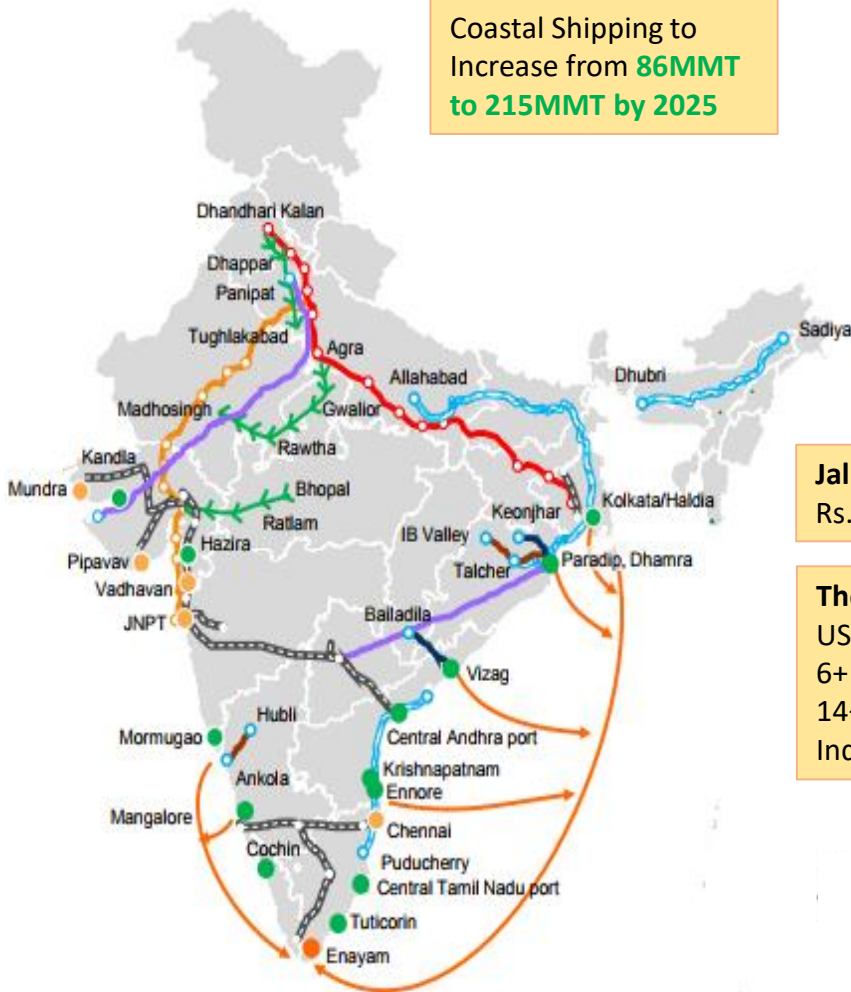 Coastal Shipping to
Increase from 86MMT
to 215MMT by 2025
Dhandhari Kalan
Dhappar
Panipat
Tughlakabad
Agra
Allahabad
Dhubri
Sadiya
Madhosingh
Gwalior
Rawtha
Kandla
Mundra
Bhopal
Ratlam
Keonjhar
Kolkata/Haldia
Hazira
IB Valley
Pipavav
Talcher
Paradip, Dhamra
Vadhavan
JNPT
Bailadila
Vizag
Hubli
Mormugao
Central Andhra port
Ankola
Krishnapatnam
Ennore
Mangalore
Chennai
Cochin
Puducherry
Central Tamil Nadu port
Tuticorin
Enayam
Jal
Rs.
The
US
6+
14
Ind